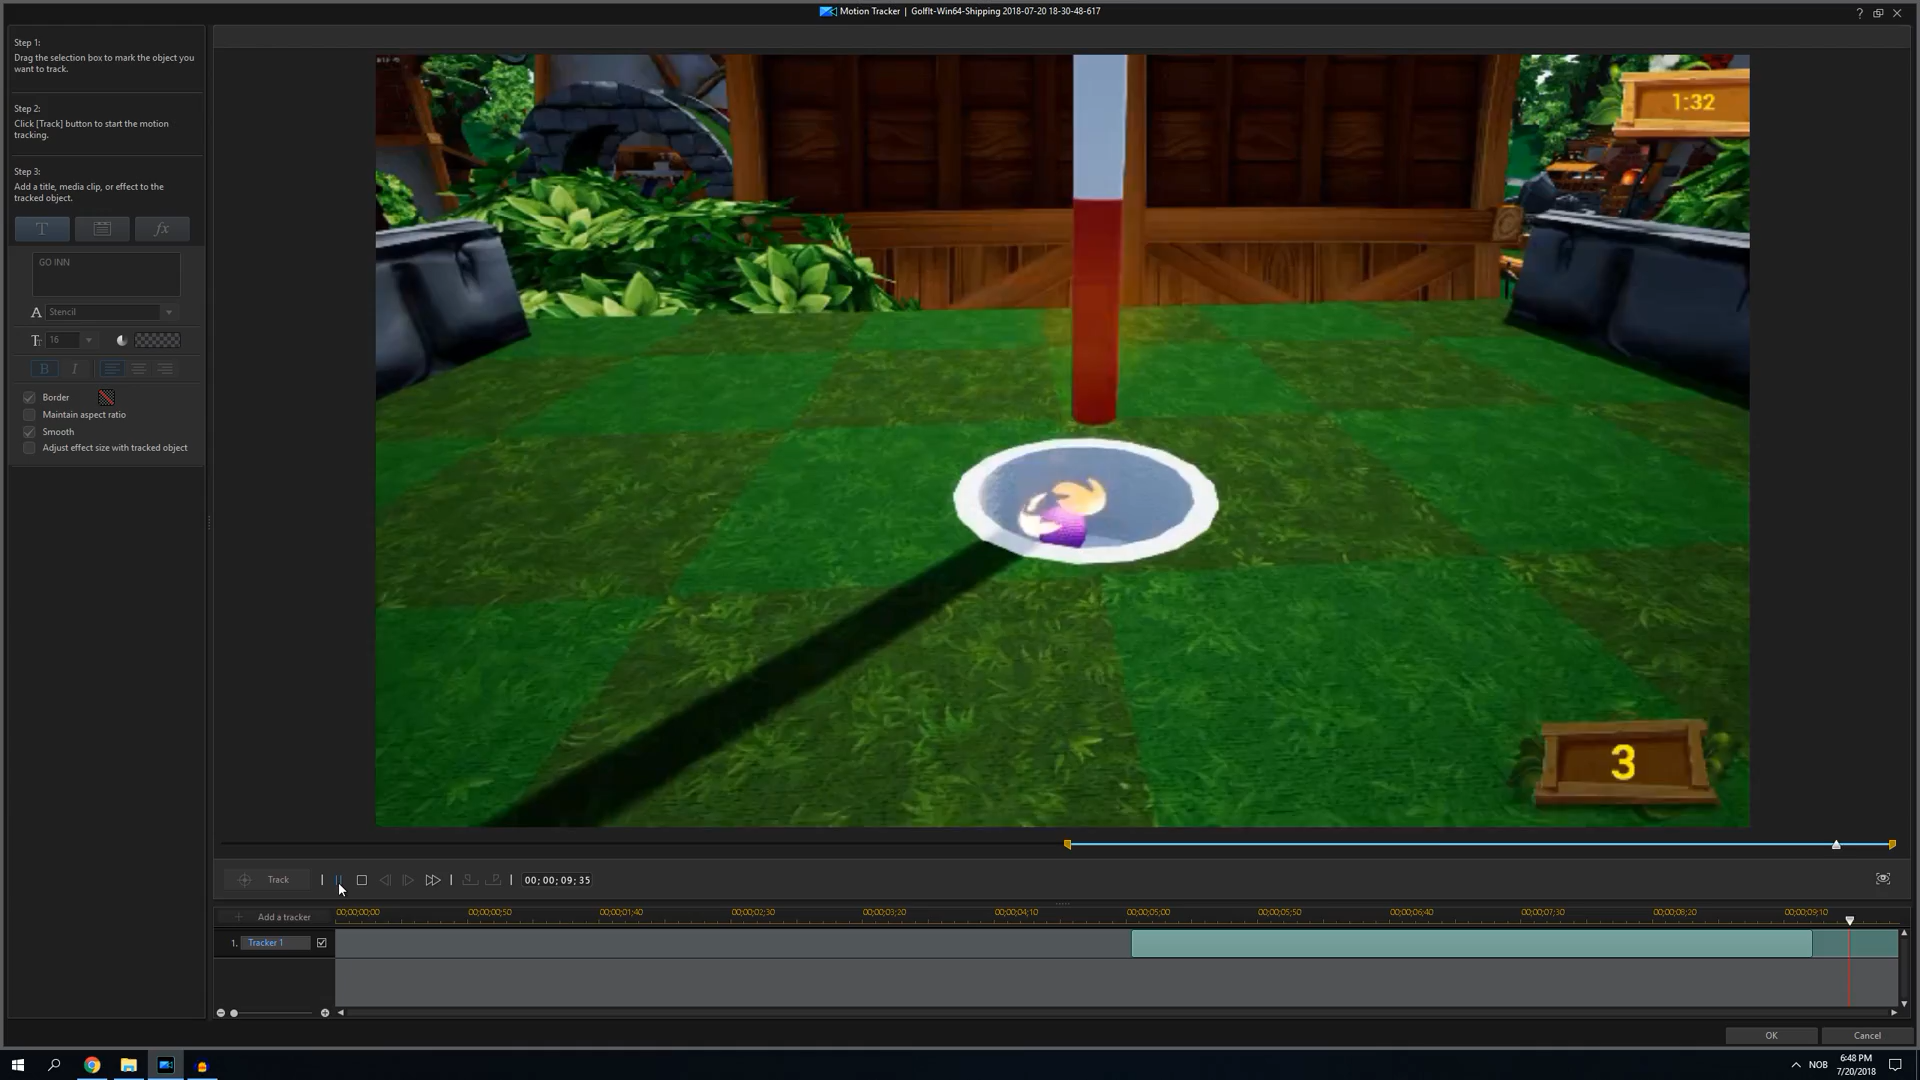 Motion Tracker | GolfIt-Win64-Shipping 2018-07-20 18-30-48-617
?
Step 1:
Drag the selection box to mark the object you
want to track.
Step 2:
Click [Track] button to start the motion
tracking.
Step 3:
Add a title, media clip, or effect to the
tracked object.
T
fx
GO INN
A Stencil
TT 16
B I
Border
Maintain aspect ratio
Smooth
Adjust effect size with tracked object
1:32
3
Track
00; 00; 09; 35
Add a tracker
00;00;00;00 00;00;00;50 00;00;01;40 00;00;02;30 00;00;03;20 00;00;04;10 00;00;05;00 00;00;05;50 00;00;06;40 00;00;07;30 00;00;08;20 00;00;09;10
1. Tracker 1
OK
Cancel
NOB
6:48 PM
7/20/2018